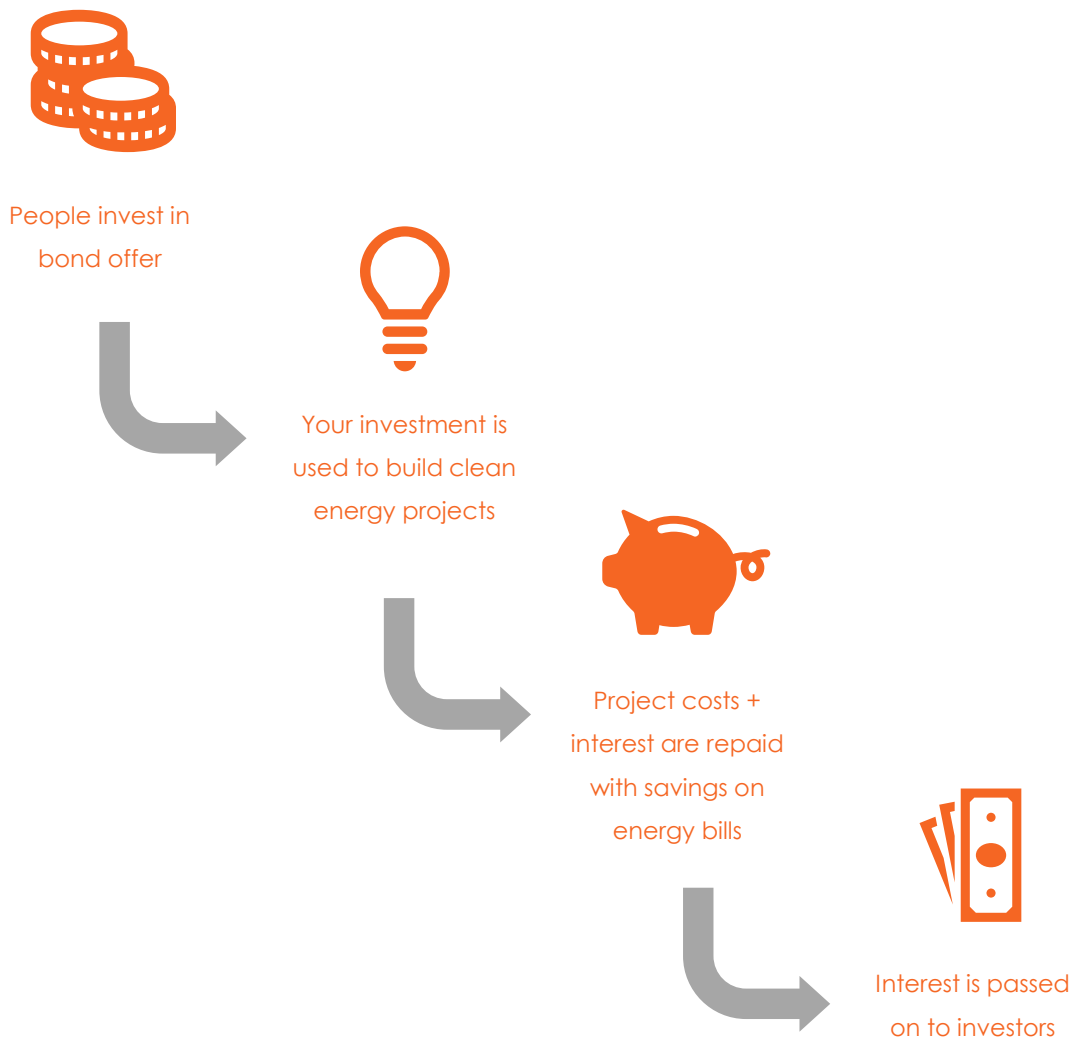 People invest in
bond offer
Your investment is
used to build clean
energy projects
Project costs +
interest are repaid
with savings on
energy bills
Interest is passed
on to investors